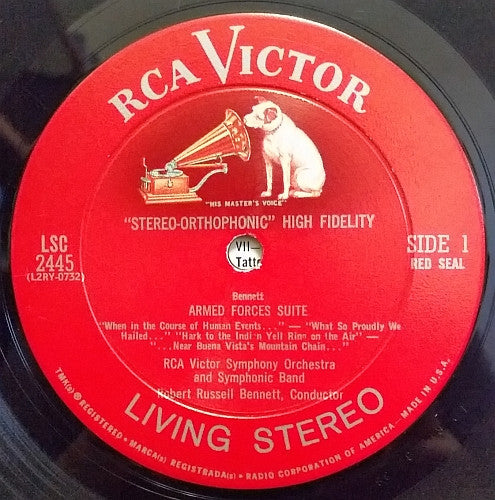 RCA VICTOR
"HIS MASTER'S VOICE"
"STEREO-ORTHOPHONIC" HIGH FIDELITY
LSC
2445
(L2RY-0732)
VII—
Tatt
SIDE 1
RED SEAL
Bennett
ARMED FORCES SUITE
"When in the Course of Human Events..." — "What So Proudly We
Hailed..." "Hark to the Indian Yell Ring on the Air" —
"...Near Buena Vista's Mountain Chain..."
RCA Victor Symphony Orchestra
and Symphonic Band
Robert Russell Bennett, Conductor
LIVING STEREO
TMK(s) ® REGISTERED • MARCA(s) REGISTRADA(s) • RADIO CORPORATION OF AMERICA. MADE IN U.S.A.